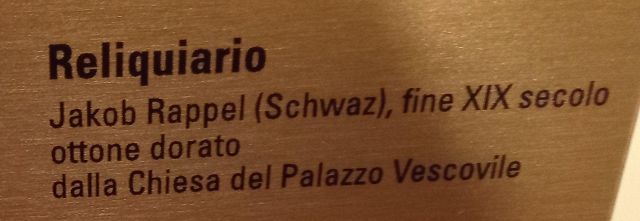 Reliquiario
Jakob Rappel (Schwaz), fine XIX secolo
ottone dorato
dalla Chiesa del Palazzo Vescovile